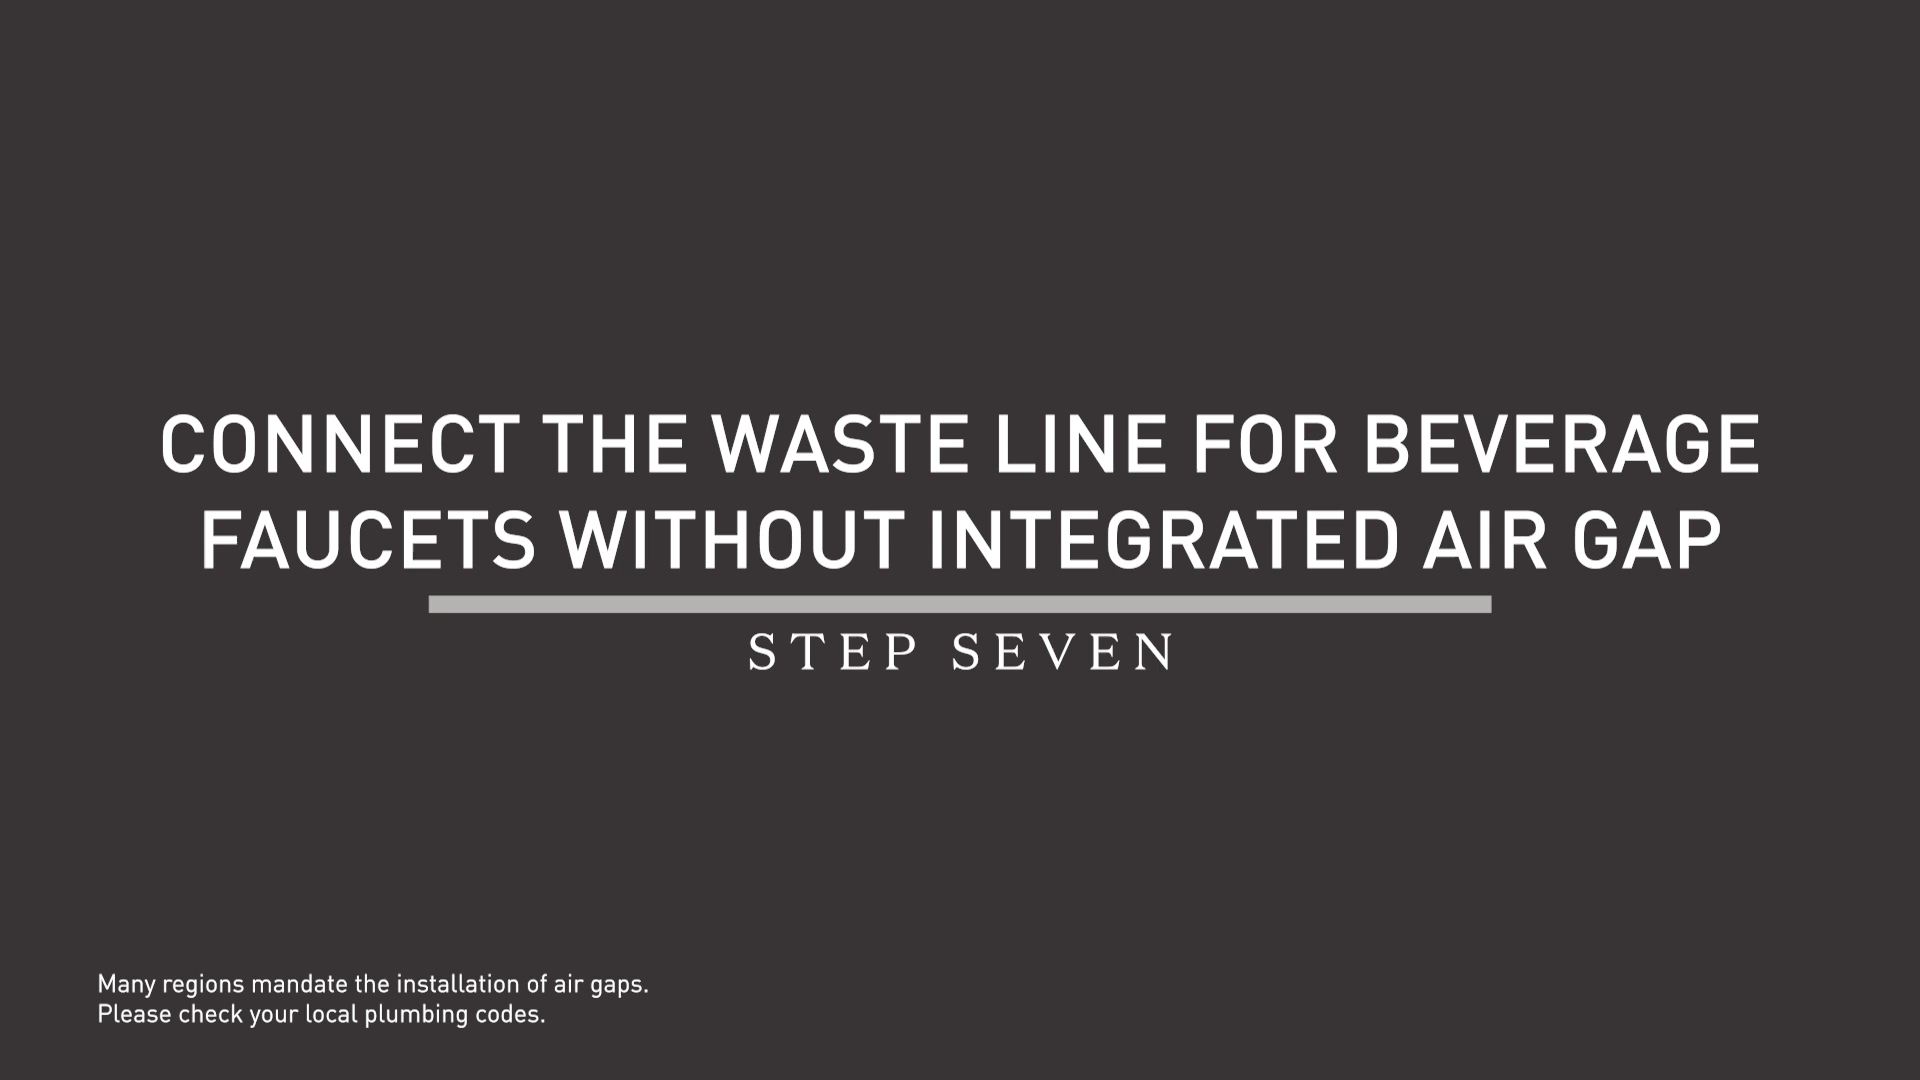 CONNECT THE WASTE LINE FOR BEVERAGE
FAUCETS WITHOUT INTEGRATED AIR GAP
STEP SEVEN
Many regions mandate the installation of air gaps.
Please check your local plumbing codes.